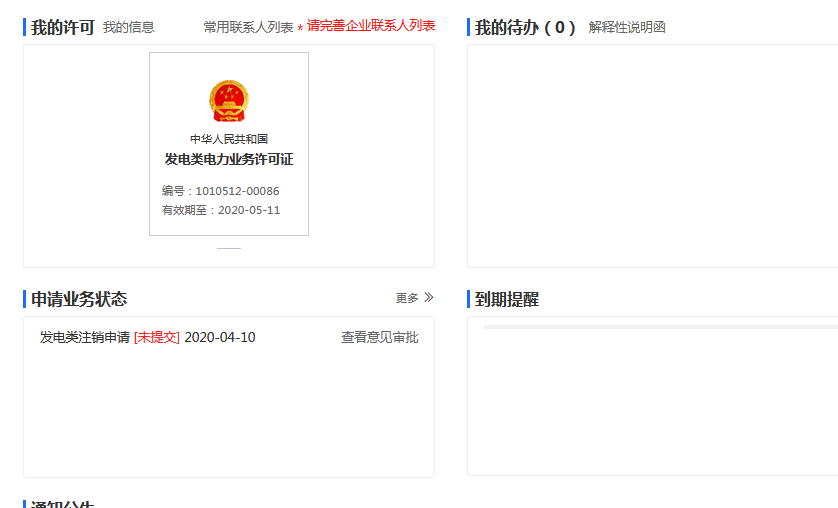 我的许可 我的信息 常用联系人列表 * 请完善企业联系人列表
中华人民共和国
发电类电力业务许可证
编号：1010512-00086
有效期至：2020-05-11
我的待办（0） 解释性说明函
申请业务状态 更多
发电类注销申请 [未提交] 2020-04-10 查看意见审批
到期提醒
通知公告